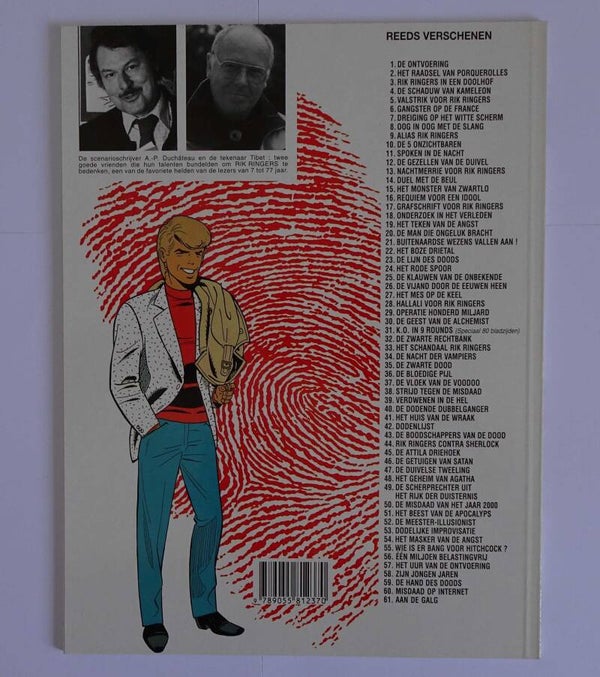 De scenarioschrijver A.-P. Duchâteau en de tekenaar Tibet : twee
goede vrienden die hun talenten bundelden om RIK RINGERS te
bedenken, een van de favoriete helden van de lezers van 7 tot 77 jaar.
REEDS VERSCHENEN
1. DE ONTVOERING
2. HET RAADSEL VAN PORQUEROLLES
3. RIK RINGERS IN EEN DOOLHOF
4. DE SCHADUW VAN KAMELEON
5. VALSTRIK VOOR RIK RINGERS
6. GANGSTER OP DE FRANCE
7. DREIGING OP HET WITTE SCHERM
8. OOG IN OOG MET DE SLANG
9. ALIAS RIK RINGERS
10. DE 5 ONZICHTBAREN
11. SPOKEN IN DE NACHT
12. DE GEZELLEN VAN DE DUIVEL
13. NACHTMERRIE VOOR RIK RINGERS
14. DUEL MET DE BEUL
15. HET MONSTER VAN ZWARTLO
16. REQUIEM VOOR EEN IDOOL
17. GRAFSCHRIFT VOOR RIK RINGERS
18. ONDERZOEK IN HET VERLEDEN
19. HET TEKEN VAN DE ANGST
20. DE MAN DIE ONGELUK BRACHT
21. BUITENAARDSE WEZENS VALLEN AAN !
22. HET BOZE DRIETAL
23. DE LIJN DES DOODS
24. HET RODE SPOOR
25. DE KLAUWEN VAN DE ONBEKENDE
26. DE VIJAND DOOR DE EEUWEN HEEN
27. HET MES OP DE KEEL
28. HALLALI VOOR RIK RINGERS
29. OPERATIE HONDERD MILJARD
30. DE GEEST VAN DE ALCHEMIST
31. K.O. IN 9 ROUNDS (Speciaal 80 bladzijden)
32. DE ZWARTE RECHTBANK
33. HET SCHANDAAL RIK RINGERS
34. DE NACHT DER VAMPIERS
35. DE ZWARTE DOOD
36. DE BLOEDIGE PIJL
37. DE VLOEK VAN DE VOODOO
38. STRIJD TEGEN DE MISDAAD
39. VERDWENEN IN DE HEL
40. DE DODENDE DUBBELGANGER
41. HET HUIS VAN DE WRAAK
42. DODENLIJST
43. DE BOODSCHAPPERS VAN DE DOOD
44. RIK RINGERS CONTRA SHERLOCK
45. DE ATTILA DRIEHOEK
46. DE GETUIGEN VAN SATAN
47. DE DUIVELSE TWEELING
48. HET GEHEIM VAN AGATHA
49. DE SCHERPRECHTER UIT
HET RIJK DER DUISTERNIS
50. DE MISDAAD VAN HET JAAR 2000
51. HET BEEST VAN DE APOCALYPS
52. DE MEESTER-ILLUSIONIST
53. DODELIJKE IMPROVISATIE
54. HET MASKER VAN DE ANGST
55. WIE IS ER BANG VOOR HITCHCOCK ?
56. ÉÉN MILJOEN BELASTINGVRIJ
57. HET UUR VAN DE ONTVOERING
58. ZIJN JONGEN JAREN
59. DE HAND DES DOODS
60. MISDAAD OP INTERNET
61. AAN DE GALG
9 789055 812370